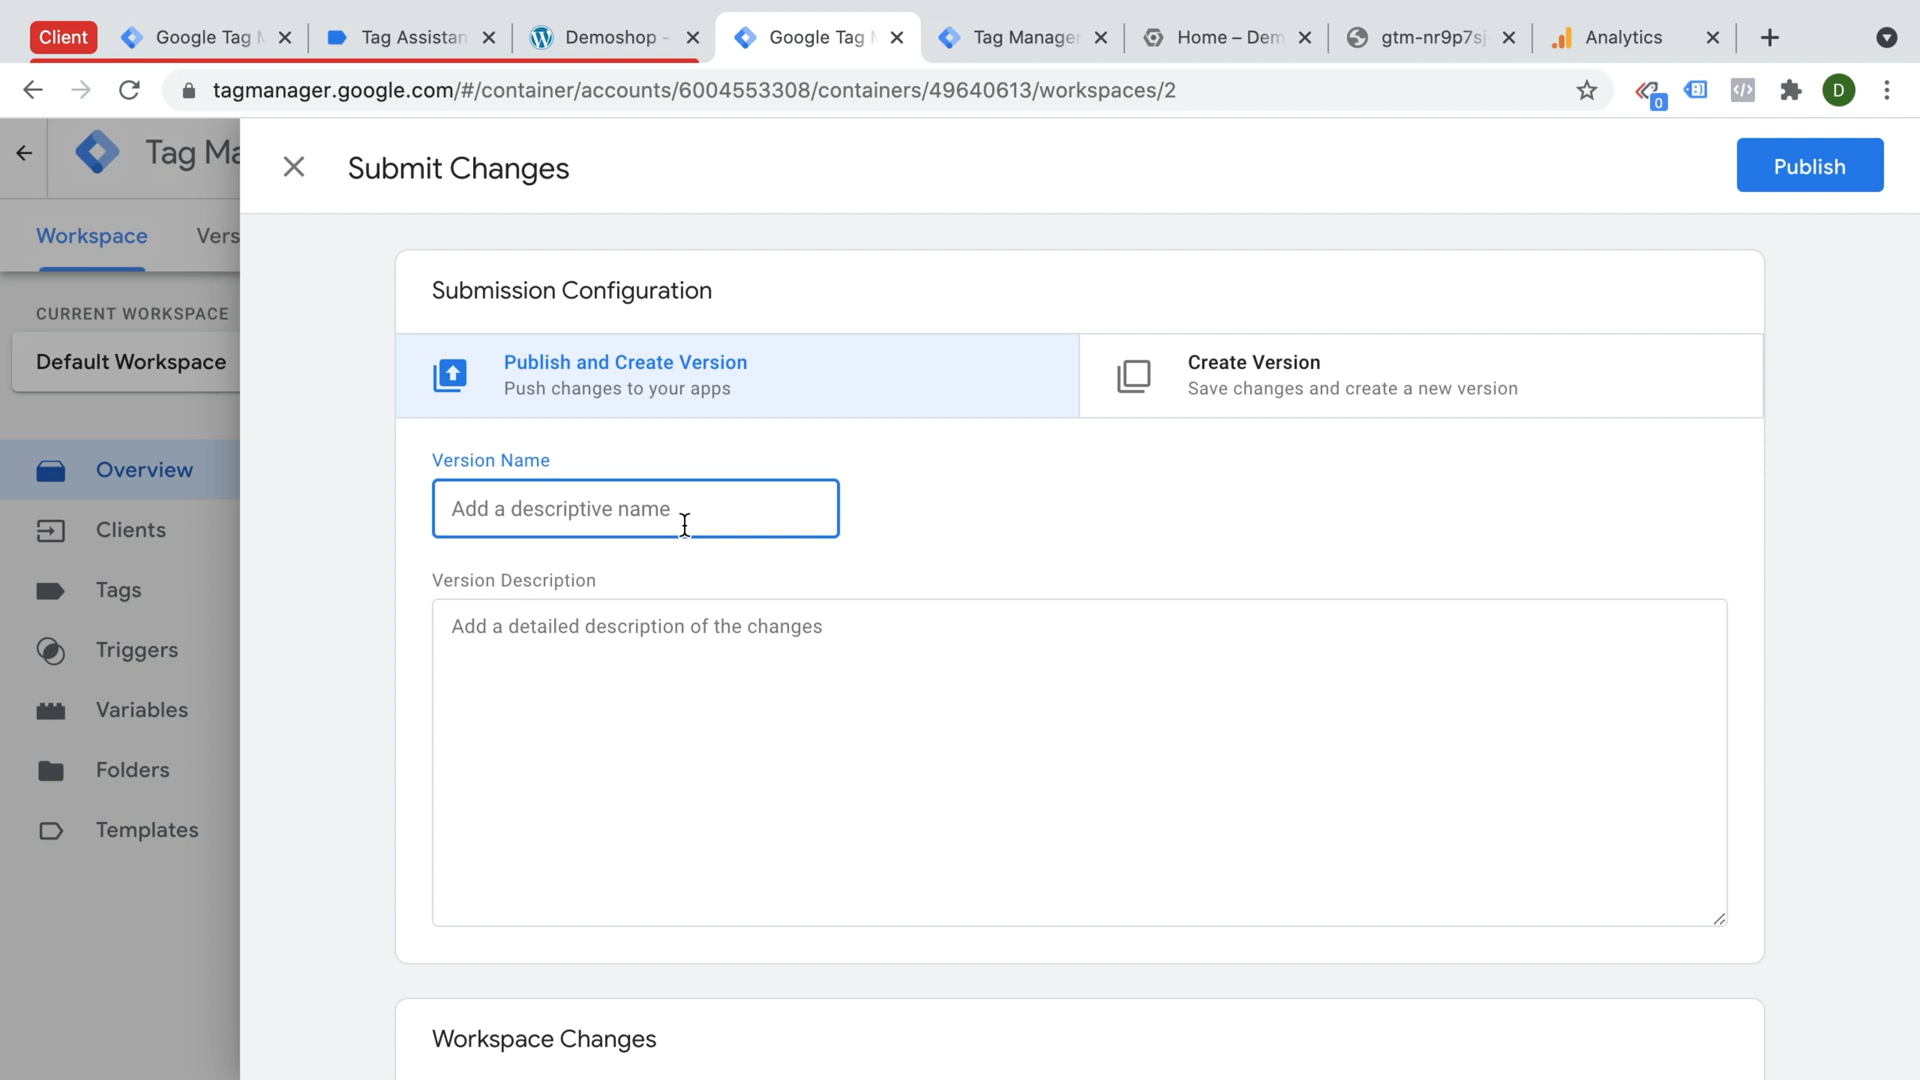 Client
Google Tag M
Tag Assistan
Demoshop -
Google Tag M
Tag Manager
Home – Dem
gtm-nr9p7sj
Analytics
tagmanager.google.com/#/container/accounts/6004553308/containers/49640613/workspaces/2
0
D
Tag Ma
Submit Changes
Publish
Workspace
Vers
Submission Configuration
CURRENT WORKSPACE
Default Workspace
Publish and Create Version
Push changes to your apps
Create Version
Save changes and create a new version
Version Name
Add a descriptive name
Overview
Clients
Tags
Triggers
Variables
Folders
Templates
Version Description
Add a detailed description of the changes
Workspace Changes